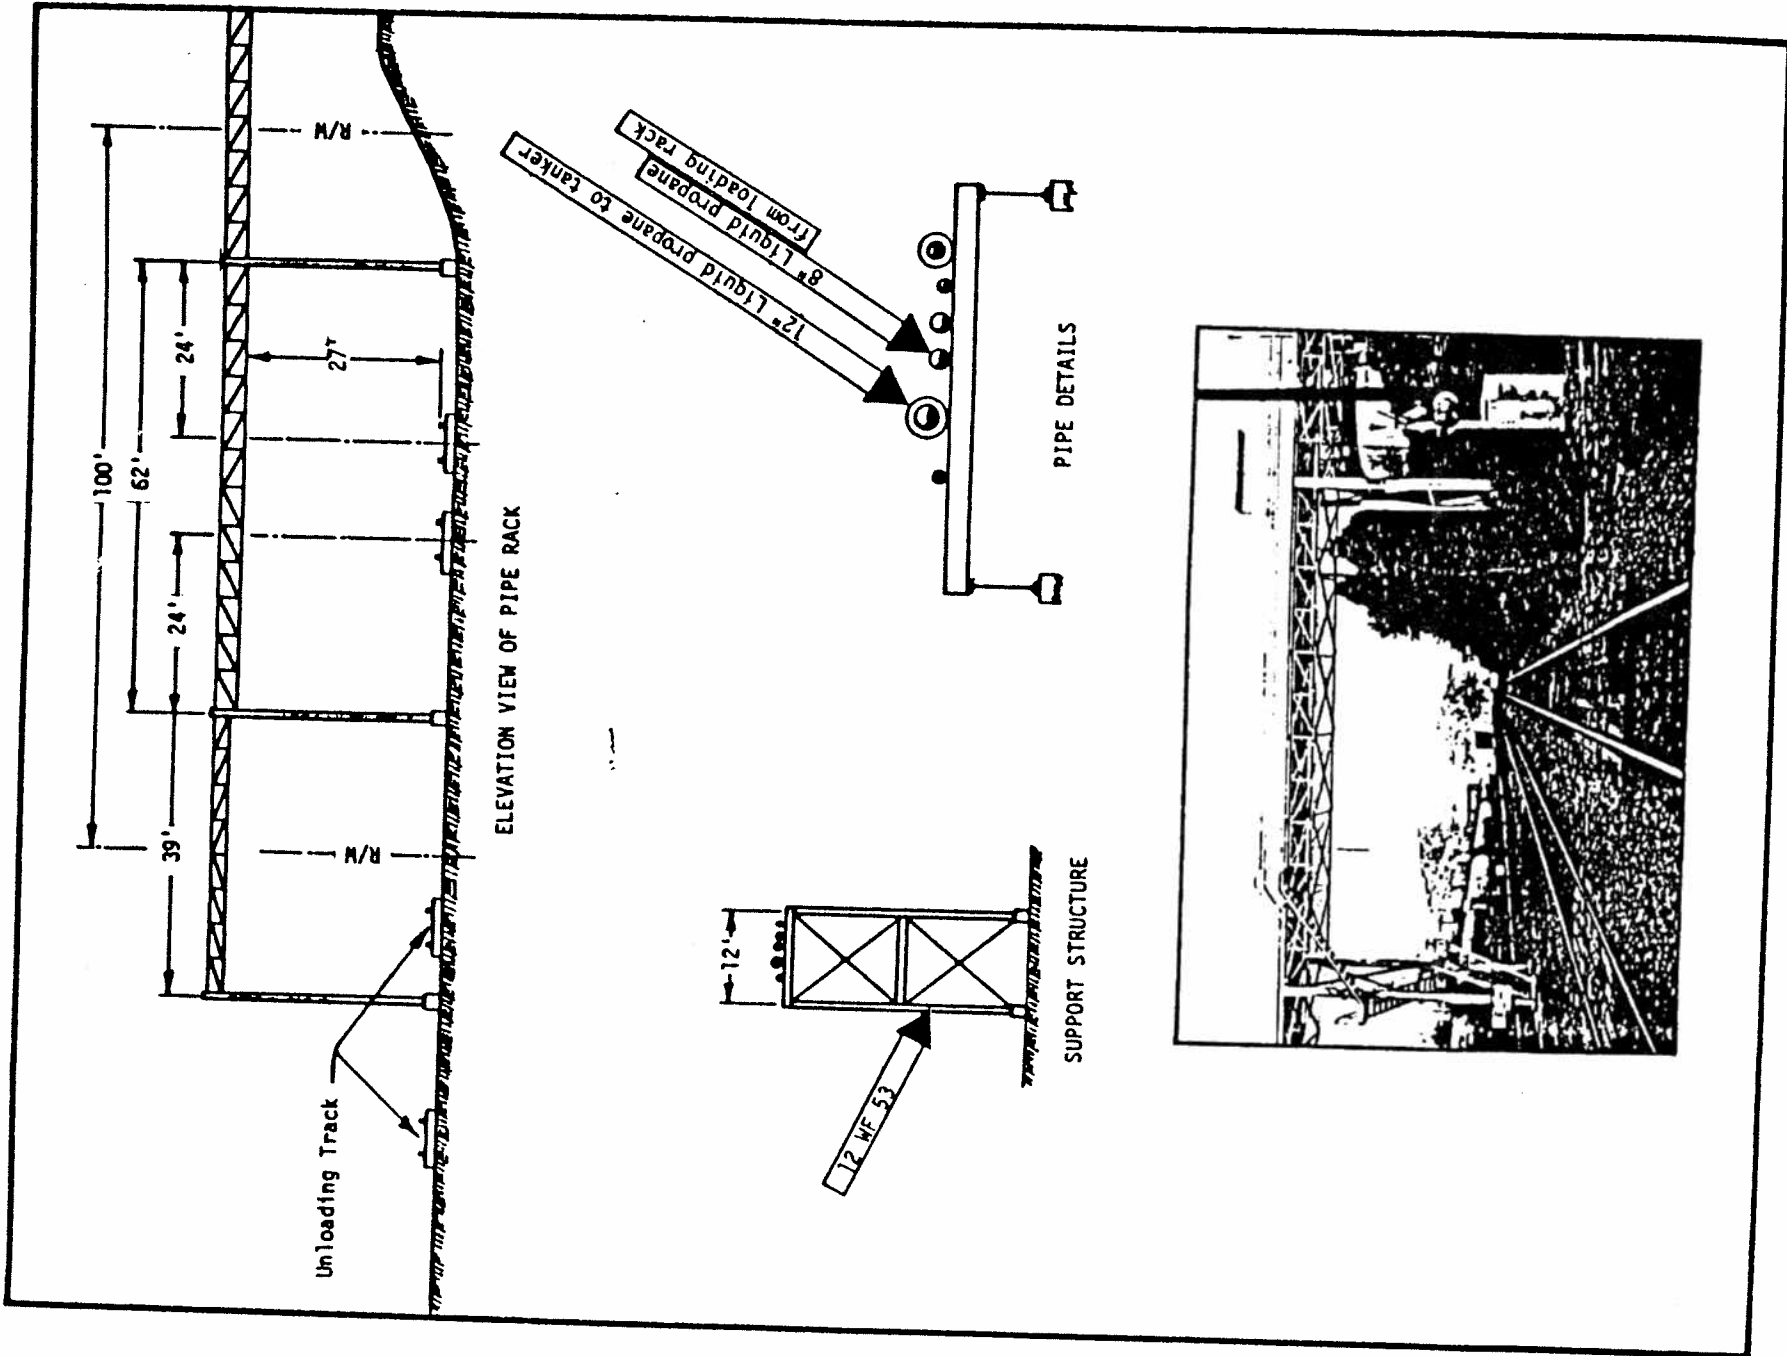 100'
62'
39'
24'
24'
27'
R/W
R/W
Unloading Track
ELEVATION VIEW OF PIPE RACK
12'
12 WF 53
SUPPORT STRUCTURE
12" Liquid propane to tanker
8" Liquid propane
from loading rack
PIPE DETAILS